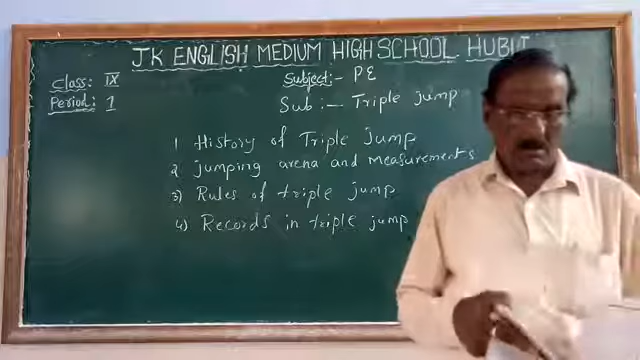 JK ENGLISH MEDIUM HIGH SCHOOL HUBLI
Class: IX
Subject:- PE
Period: 1
Sub:- Triple jump
1 History of Triple Jump
2 jumping arena and measurements
3) Rules of triple jump
4) Records in triple jump